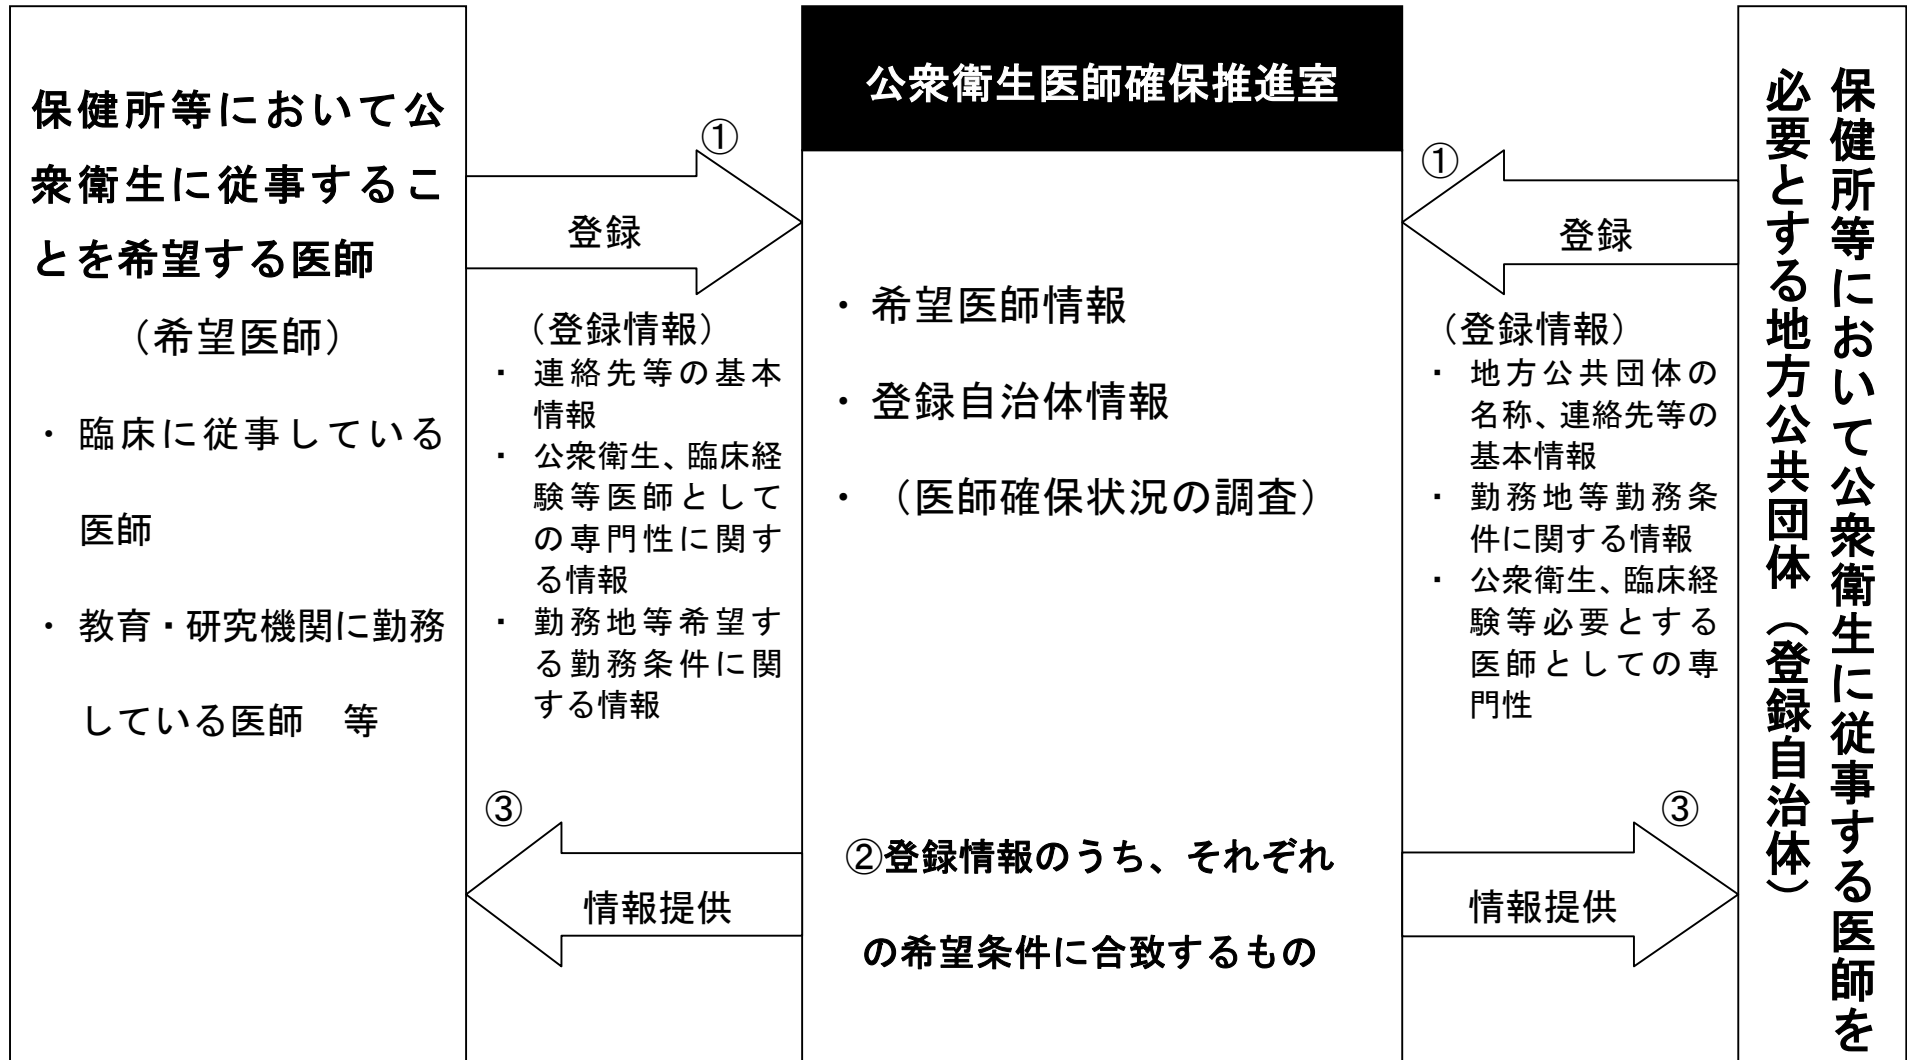 保健所等において公
衆衛生に従事するこ
とを希望する医師
（希望医師）
・ 臨床に従事している
医師
・ 教育・研究機関に勤務
している医師　等
①
登録
（登録情報）
・ 連絡先等の基本
情報
・ 公衆衛生、臨床経
験等医師として
の専門性に関す
る情報
・ 勤務地等希望す
る勤務条件に関
する情報
③
情報提供
公衆衛生医師確保推進室
・ 希望医師情報
・ 登録自治体情報
・ （医師確保状況の調査）
②登録情報のうち、それぞれ
の希望条件に合致するもの
①
登録
（登録情報）
・ 地方公共団体の
名称、連絡先等の
基本情報
・ 勤務地等勤務条
件に関する情報
・ 公衆衛生、臨床経
験等必要とする
医師としての専
門性
③
情報提供
保健所等において公衆衛生に従事する医師を
必要とする地方公共団体（登録自治体）